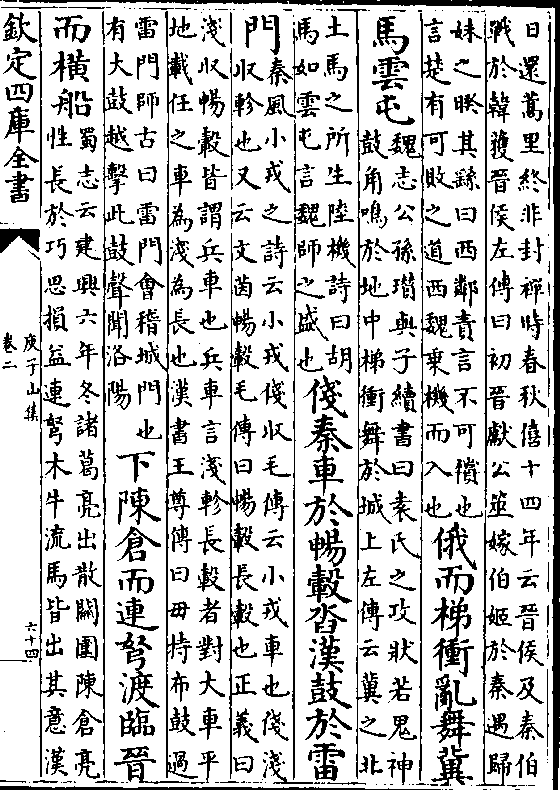 日還蒿里終非封禪時春秋僖十四年云晉侯及秦伯
戰於韓獲晉侯左傳曰初晉獻公筮嫁伯姬於秦遇歸
妹之睽其繇曰西鄰責言不可償也
言楚有可敗之道西魏乗機而入也
俄而梯衝亂舞冀
馬雲屯
魏志公孫瓚與子續書曰袁氏之攻狀若鬼神
鼓角鳴於地中梯衝舞於城上左傳云冀之北
土馬之所生陸機詩曰胡
馬如雲屯言魏師之盛也
俴秦車於暢轂沓漢鼓於雷
門
秦風小戎之詩云小戎俴收毛傳云小戎車也俴淺
收軫也又云文茵暢轂毛傳曰暢轂長轂也正義曰
淺収暢轂皆謂兵車也兵車言淺軫長轂者對大車平
地載任之車為淺為長也漢書王尊傳曰毋持布鼓過
雷門師古曰雷門會稽城門也
有大鼓越擊此鼓聲聞洛陽
下陳倉而連弩渡臨晉
而橫船
蜀志云建興六年冬諸葛亮出散關圍陳倉亮
性長於巧思損益連弩木牛流馬皆出其意漢
欽定四庫全書
庾子山集
卷二
六十四